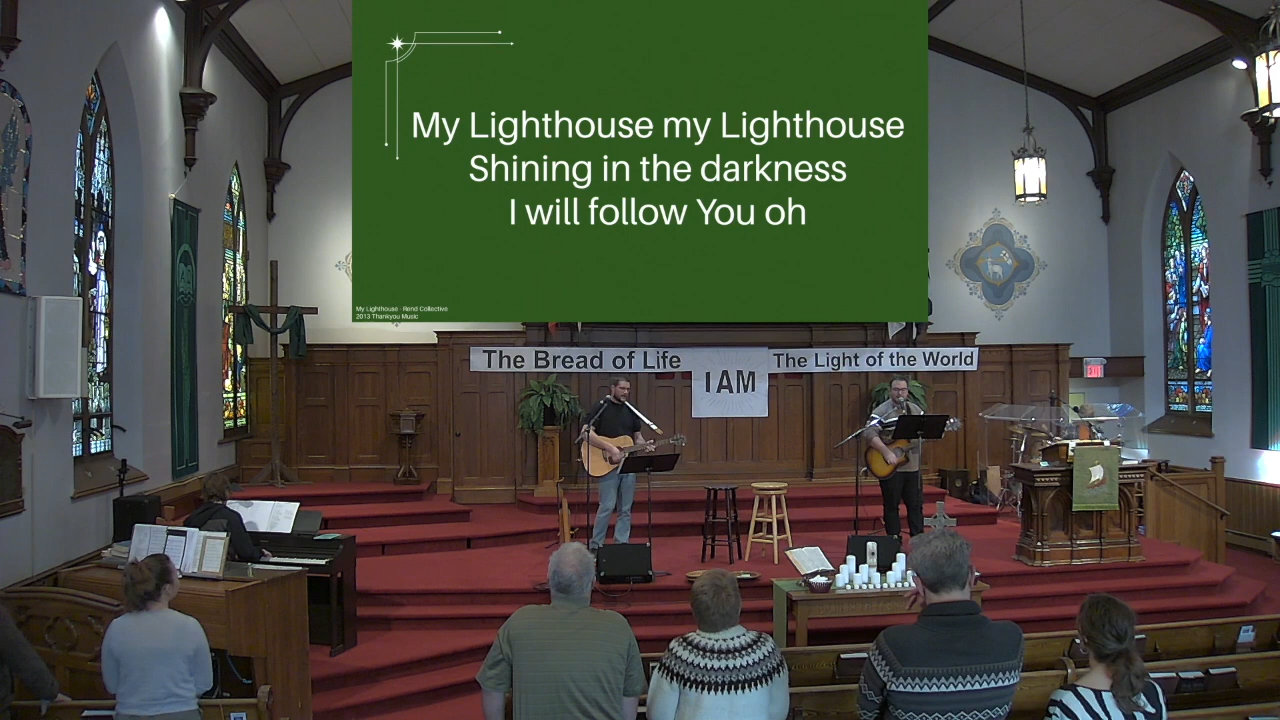 My Lighthouse my Lighthouse
Shining in the darkness
I will follow You oh
My Lighthouse - Rend Collective
2013 Thankyou Music
The Bread of Life
I AM
The Light of the World
EXIT